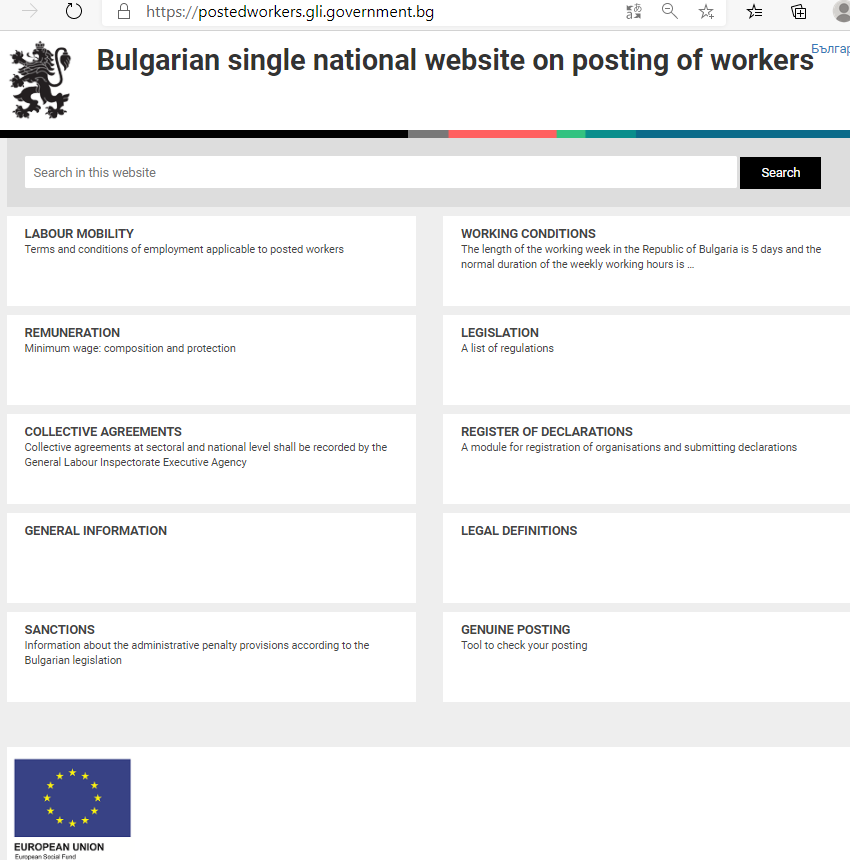 https://postedworkers.gli.government.bg
Bulgarian single national website on posting of workers
Search in this website
Search
LABOUR MOBILITY
Terms and conditions of employment applicable to posted workers
WORKING CONDITIONS
The length of the working week in the Republic of Bulgaria is 5 days and the
normal duration of the weekly working hours is ...
REMUNERATION
Minimum wage: composition and protection
LEGISLATION
A list of regulations
COLLECTIVE AGREEMENTS
Collective agreements at sectoral and national level shall be recorded by the
General Labour Inspectorate Executive Agency
REGISTER OF DECLARATIONS
A module for registration of organisations and submitting declarations
GENERAL INFORMATION
LEGAL DEFINITIONS
SANCTIONS
Information about the administrative penalty provisions according to the
Bulgarian legislation
GENUINE POSTING
Tool to check your posting
EUROPEAN UNION
European Social Fund